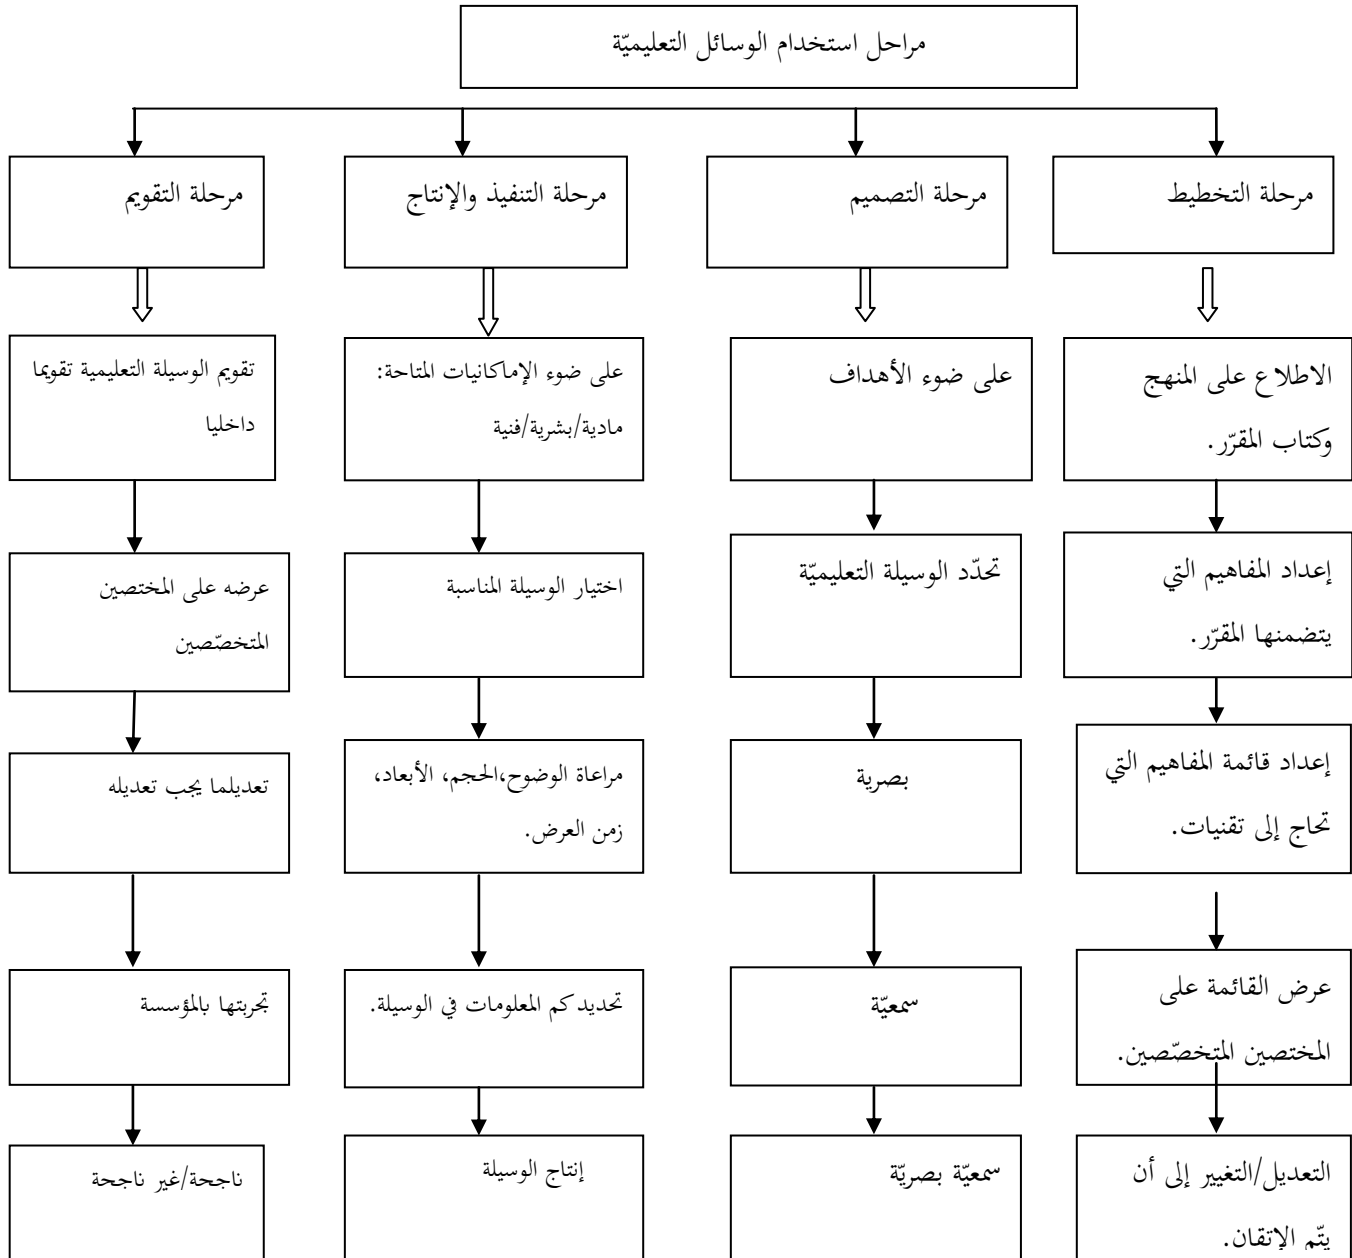 مراحل استخدام الوسائل التعليميّة
مرحلة التخطيط
مرحلة التصميم
مرحلة التنفيذ والإنتاج
مرحلة التقويم
الاطلاع على المنهج
وكتاب المقرّر.
على ضوء الأهداف
على ضوء الإماكانيات المتاحة:
مادية/بشرية/فنية
تقويم الوسيلة التعليمية تقويما
داخليا
إعداد المفاهيم التي
يتضمنها المقرّر.
تحدّد الوسيلة التعليميّة
اختيار الوسيلة المناسبة
عرضه على المختصين
المتخصّصين
إعداد قائمة المفاهيم التي
تحاج إلى تقنيات.
بصرية
مراعاة الوضوح،الحجم، الأبعاد،
زمن العرض.
تعديلما يجب تعديله
عرض القائمة على
المختصين المتخصّصين.
سمعيّة
تحديد كم المعلومات في الوسيلة.
تجربتها بالمؤسسة
التعديل/التغيير إلى أن
يتّم الإتقان.
سمعيّة بصريّة
إنتاج الوسيلة
ناجحة/غير ناجحة